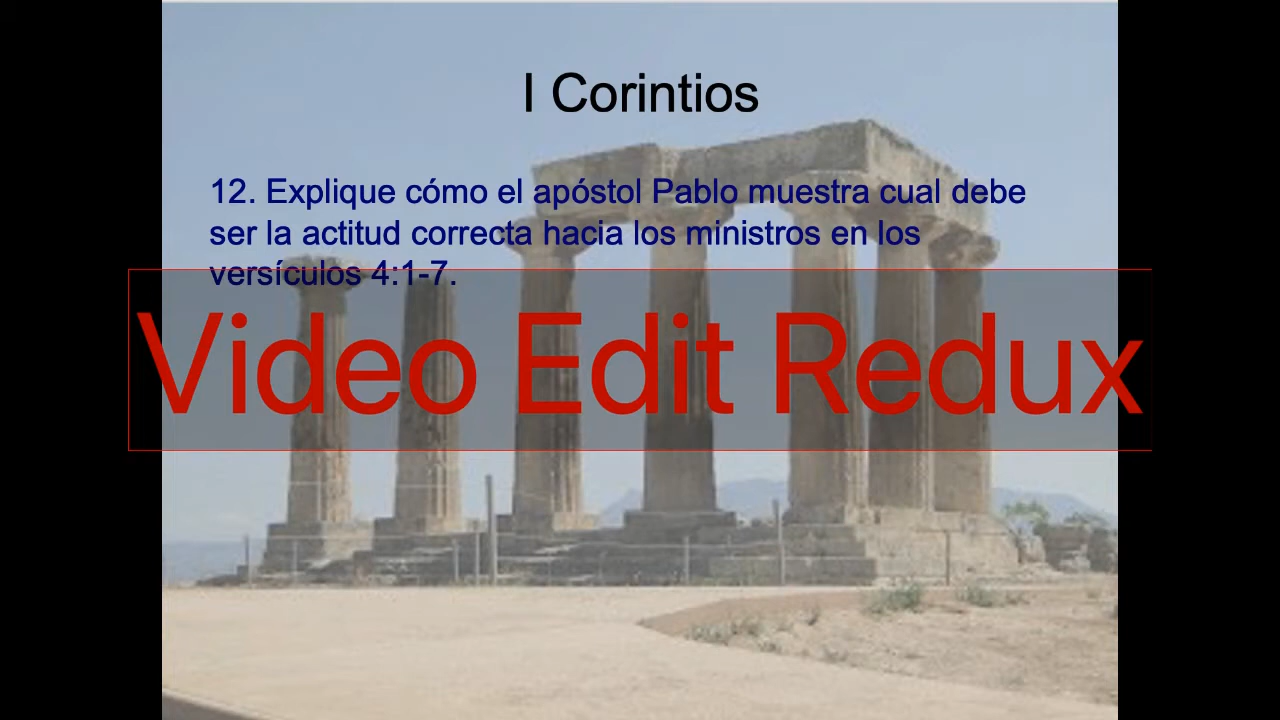 I Corintios
12. Explique cómo el apóstol Pablo muestra cual debe
ser la actitud correcta hacia los ministros en los
versículos 4:1-7.
Video Edit Redux